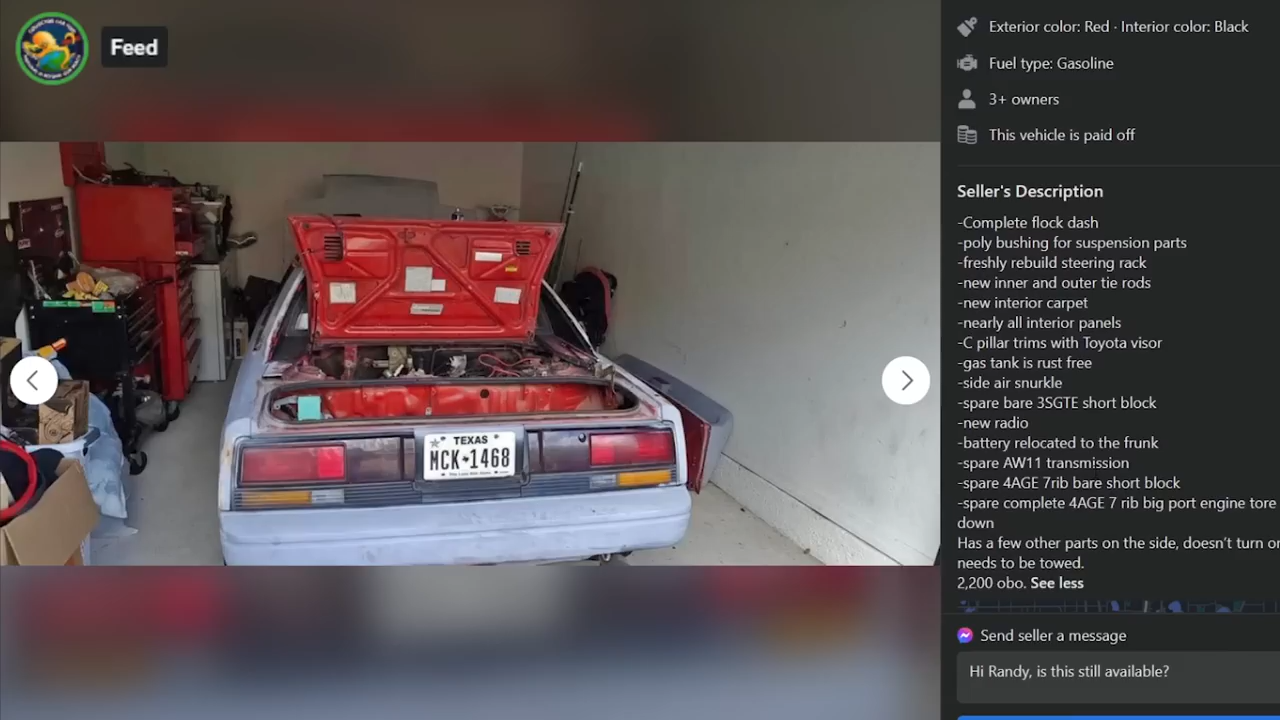 Feed
TEXAS
MCK 1468
Exterior color: Red · Interior color: Black
Fuel type: Gasoline
3+ owners
This vehicle is paid off
Seller's Description
-Complete flock dash
-poly bushing for suspension parts
-freshly rebuild steering rack
-new inner and outer tie rods
-new interior carpet
-nearly all interior panels
-C pillar trims with Toyota visor
-gas tank is rust free
-side air snurkle
-spare bare 3SGTE short block
-new radio
-battery relocated to the frunk
-spare AW11 transmission
-spare 4AGE 7rib bare short block
-spare complete 4AGE 7 rib big port engine tore
down
Has a few other parts on the side, doesn't turn
needs to be towed.
2,200 obo. See less
Send seller a message
Hi Randy, is this still available?